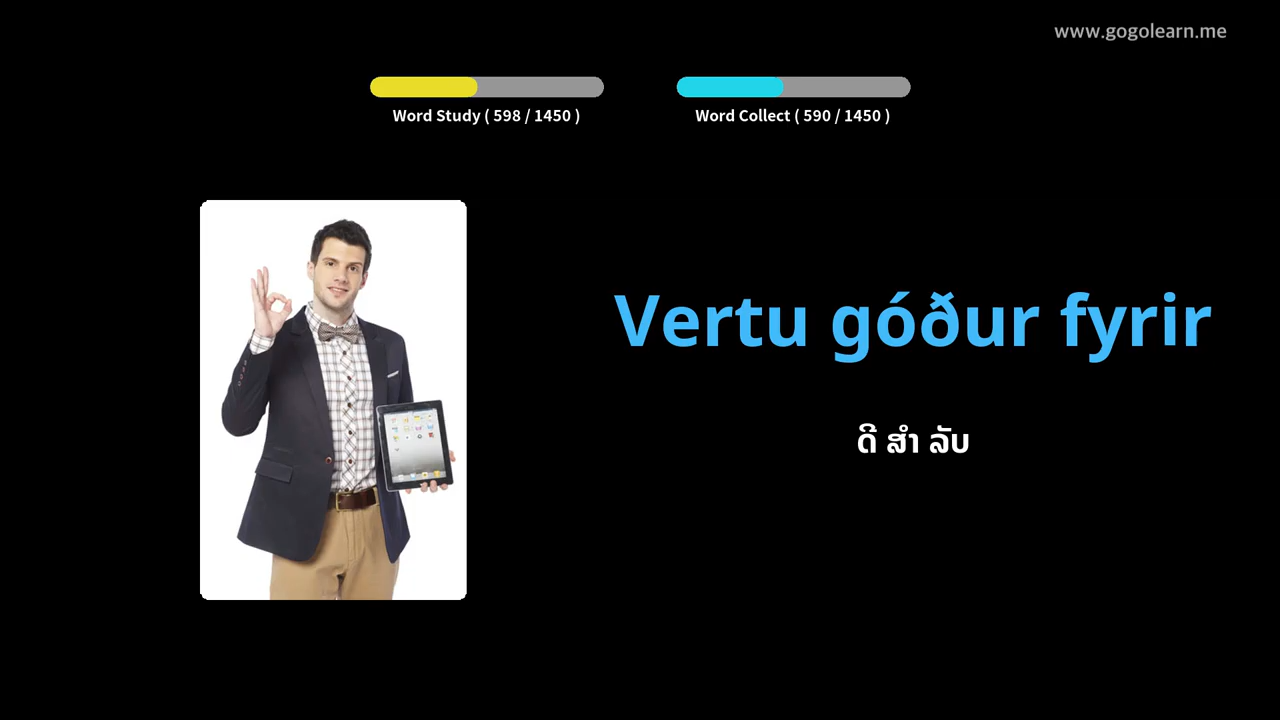 www.gogolearn.me
Word Study ( 598 / 1450 )
Word Collect ( 590 / 1450 )
Vertu góður fyrir
ດີ ສຳ ລັບ